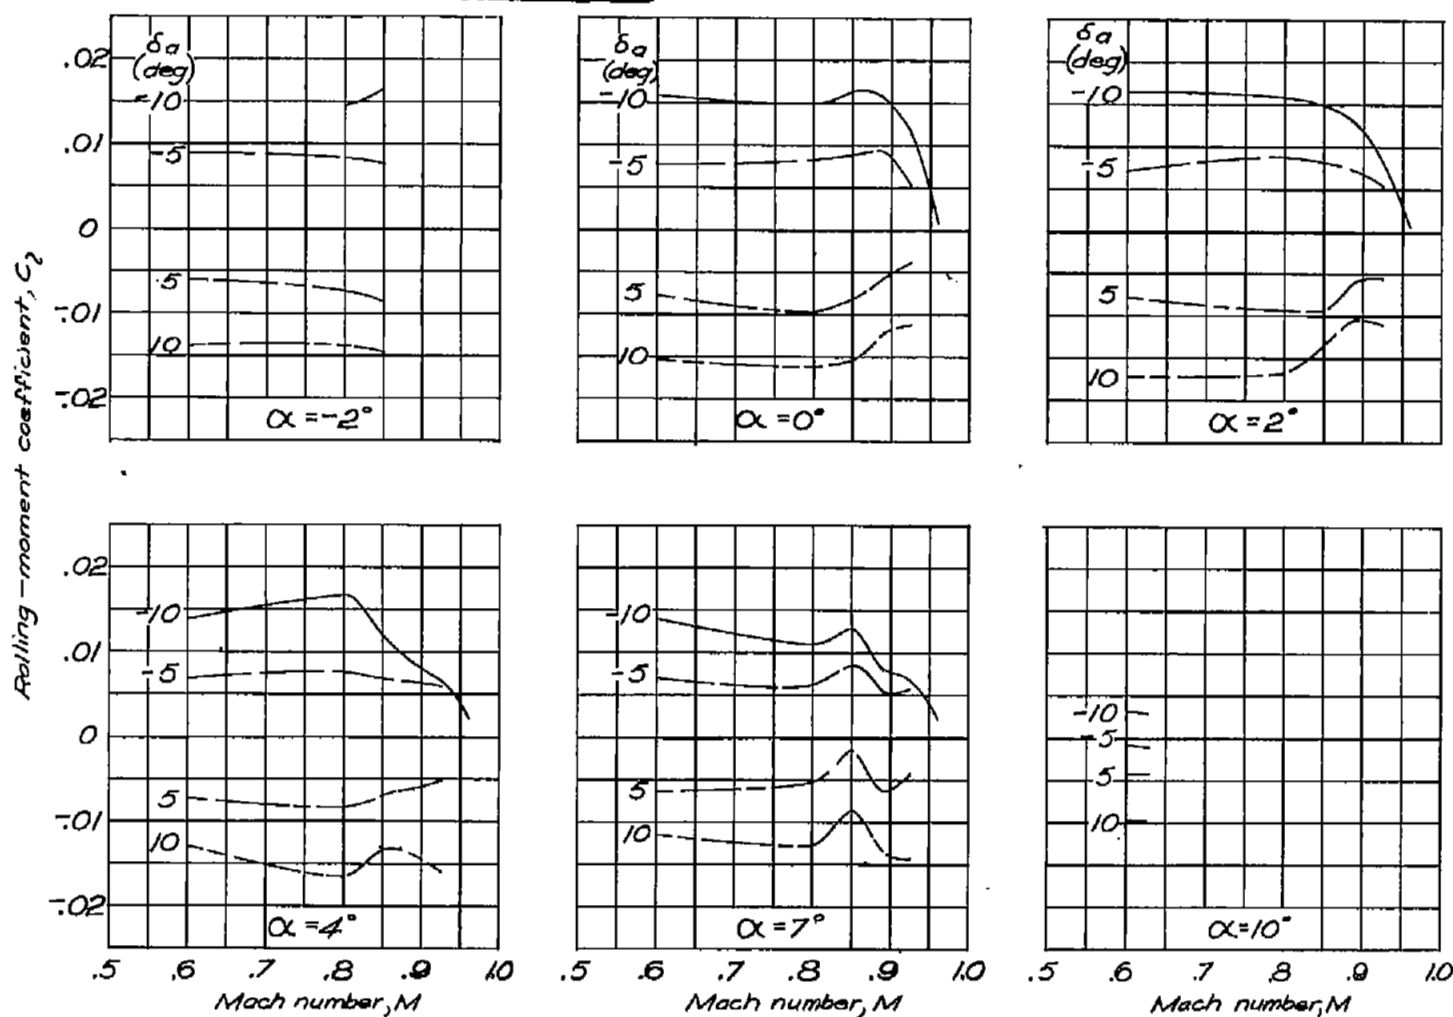 Rolling-moment coefficient, C₂
δa
(deg)
.02
-10
.01
-5
0
5
-.01
10
-.02
α=-2°
δa
(deg)
-10
-5
5
10
α=0°
δa
(deg)
-10
-5
5
10
α=2°
.02
-10
.01
-5
0
5
-.01
10
-.02
α=4°
.5 .6 .7 .8 .9 1.0
Mach number, M
-10
-5
5
10
α=7°
.5 .6 .7 .8 .9 1.0
Mach number, M
-10
-5
5
10
α=10°
.5 .6 .7 .8 .9 1.0
Mach number, M